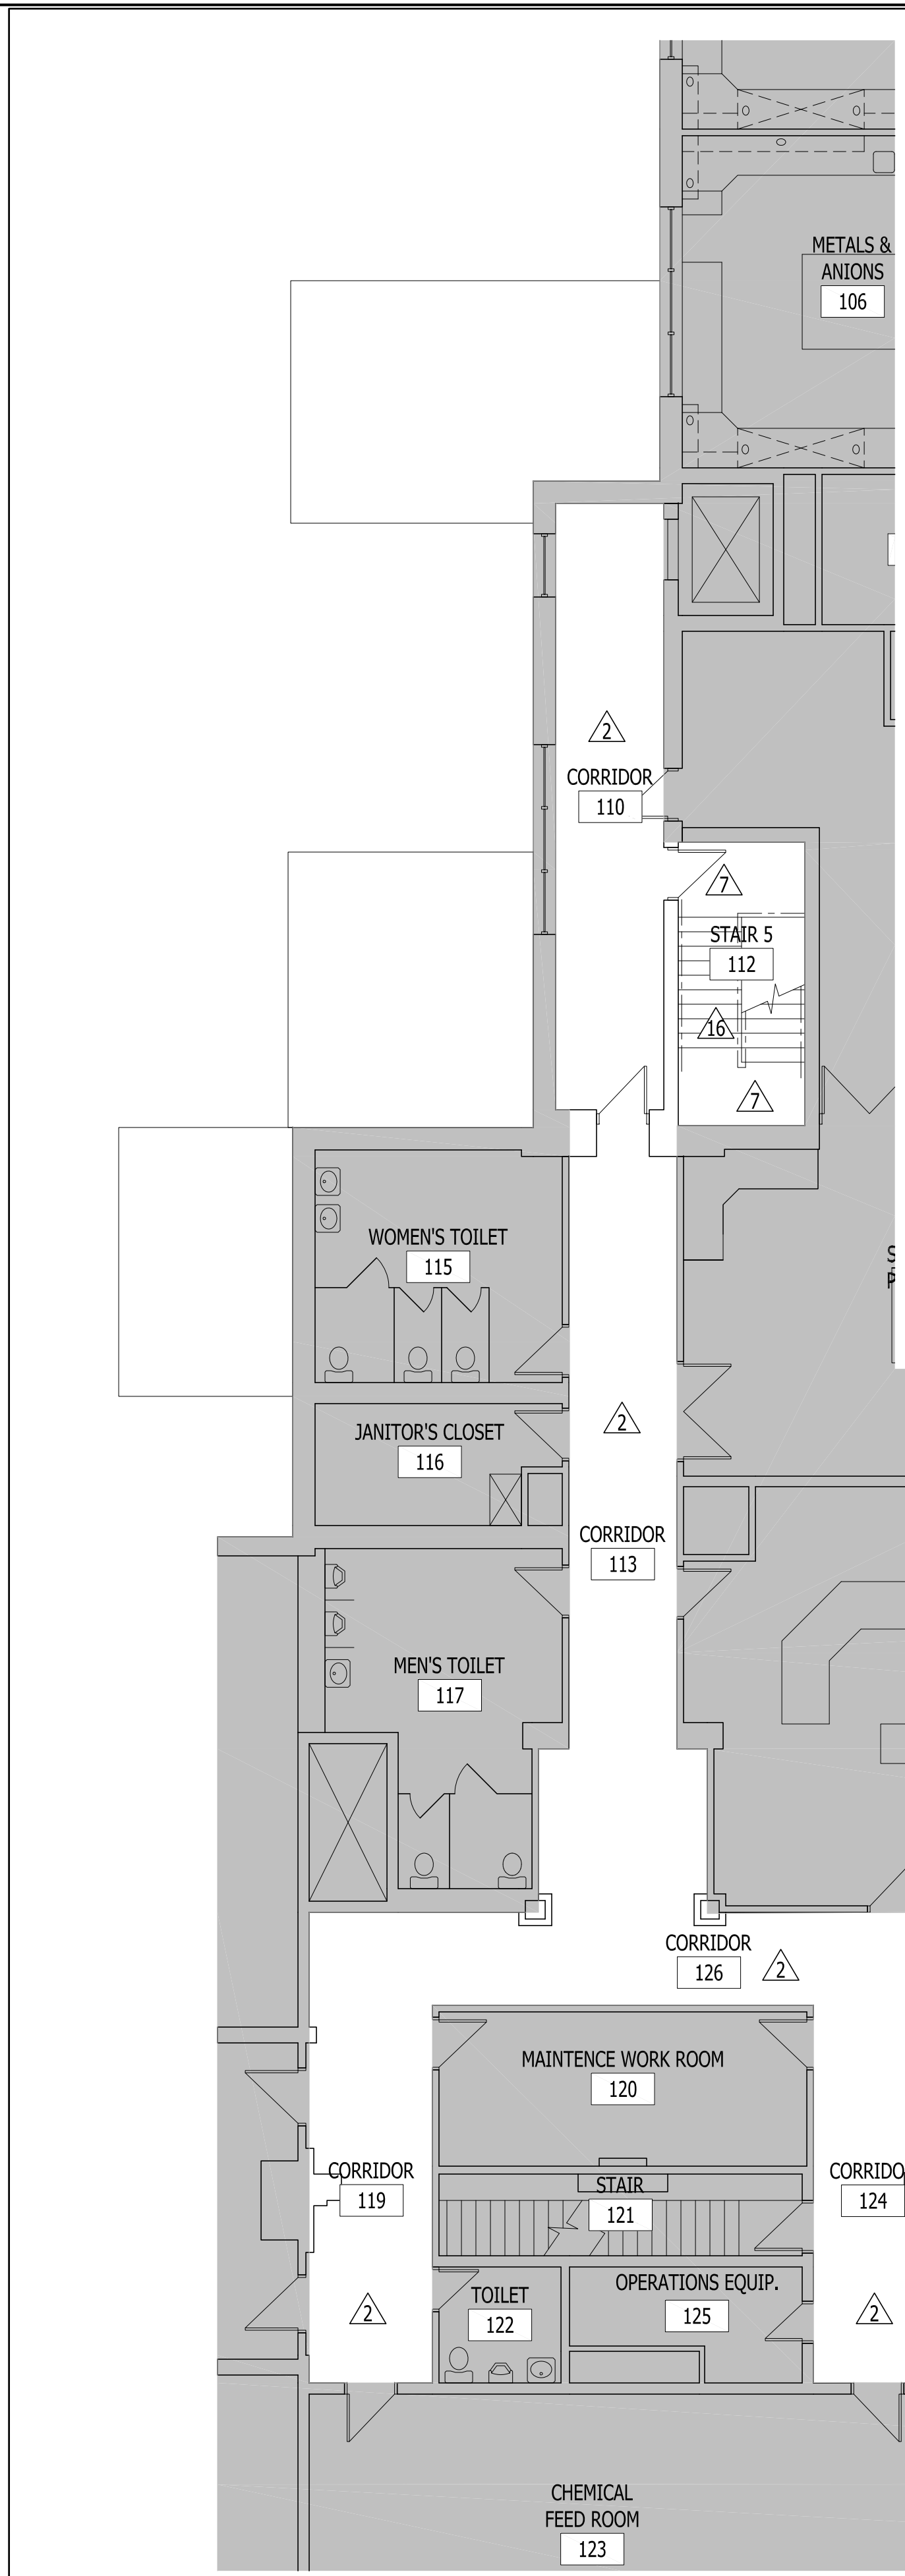 METALS &
ANIONS
106
2
CORRIDOR
110
7
STAIR 5
112
16
7
WOMEN'S TOILET
115
JANITOR'S CLOSET
116
2
CORRIDOR
113
MEN'S TOILET
117
CORRIDOR
126
2
MAINTENCE WORK ROOM
120
CORRIDOR
119
STAIR
121
CORRIDO
124
2
TOILET
122
OPERATIONS EQUIP.
125
2
CHEMICAL
FEED ROOM
123